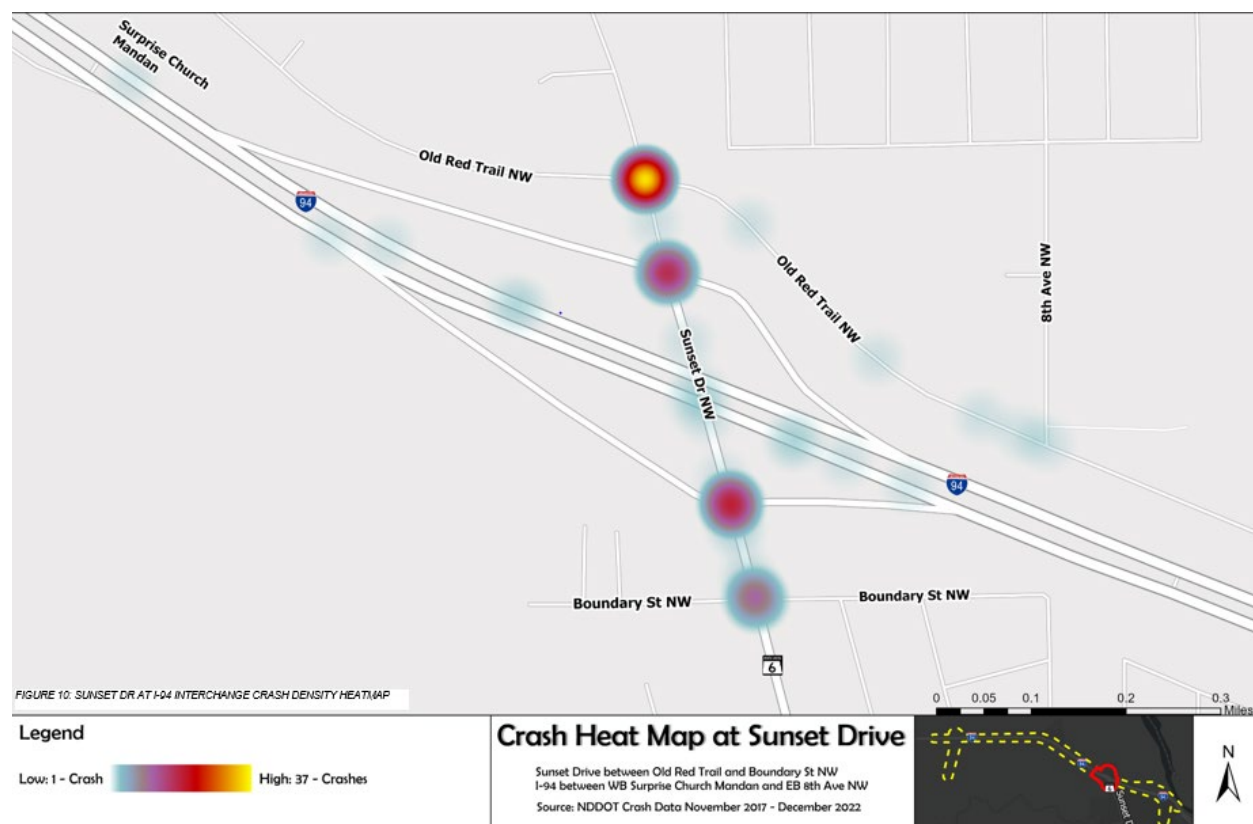 Surprise Church
Mandan
Old Red Trail NW
94
Old Red Trail NW
8th Ave NW
Sunset Dr NW
94
Boundary St NW
Boundary St NW
6
FIGURE 10: SUNSET DR AT I-94 INTERCHANGE CRASH DENSITY HEATMAP
0 0.05 0.1 0.2 0.3
Miles
Legend
Low: 1 - Crash High: 37 - Crashes
Crash Heat Map at Sunset Drive
Sunset Drive between Old Red Trail and Boundary St NW
I-94 between WB Surprise Church Mandan and EB 8th Ave NW
Source: NDDOT Crash Data November 2017 - December 2022
Sunset D
N